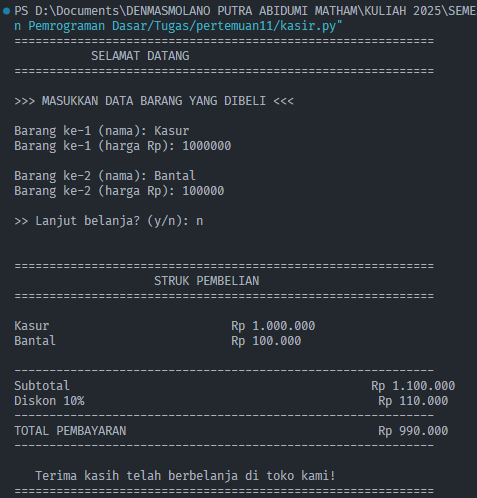 PS D:\Documents\DENMASMOLANO PUTRA ABIDUMI MATHAM\KULIAH 2025\SEME
n Pemrograman Dasar/Tugas/pertemuan11/kasir.py"
============================================================
SELAMAT DATANG
============================================================
>>> MASUKKAN DATA BARANG YANG DIBELI <<<
Barang ke-1 (nama): Kasur
Barang ke-1 (harga Rp): 1000000
Barang ke-2 (nama): Bantal
Barang ke-2 (harga Rp): 100000
>> Lanjut belanja? (y/n): n
============================================================
STRUK PEMBELIAN
============================================================
Kasur Rp 1.000.000
Bantal Rp 100.000
------------------------------------------------------------
Subtotal Rp 1.100.000
Diskon 10% Rp 110.000
------------------------------------------------------------
TOTAL PEMBAYARAN Rp 990.000
------------------------------------------------------------
Terima kasih telah berbelanja di toko kami!
============================================================